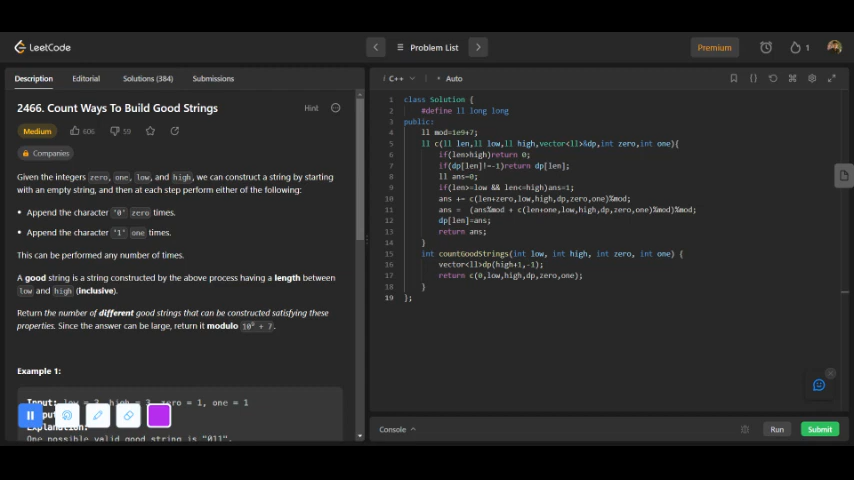 LeetCode
Problem List
Premium
1
Description
Editorial
Solutions (384)
Submissions
2466. Count Ways To Build Good Strings
Hint
Medium
606
59
Companies
Given the integers zero, one, low, and high, we can construct a string by starting
with an empty string, and then at each step perform either of the following:
• Append the character '0' zero times.
• Append the character '1' one times.
This can be performed any number of times.
A good string is a string constructed by the above process having a length between
low and high (inclusive).
Return the number of different good strings that can be constructed satisfying these
properties. Since the answer can be large, return it modulo 10⁹ + 7.
Example 1:
Input: low = 3, high = 3, zero = 1, one = 1
Explanation:
One possible valid good string is "011".
C++
Auto
1 class Solution {
2 #define ll long long
3 public:
4 ll mod=1e9+7;
5 ll c(ll len,ll low,ll high,vector<ll>&dp,int zero,int one){
6 if(len>high)return 0;
7 if(dp[len]!=-1)return dp[len];
8 ll ans=0;
9 if(len>=low && len<=high)ans=1;
10 ans += c(len+zero,low,high,dp,zero,one)%mod;
11 ans = (ans%mod + c(len+one,low,high,dp,zero,one)%mod)%mod;
12 dp[len]=ans;
13 return ans;
14 }
15 int countGoodStrings(int low, int high, int zero, int one) {
16 vector<ll>dp(high+1,-1);
17 return c(0,low,high,dp,zero,one);
18 }
19 };
Console
Run
Submit